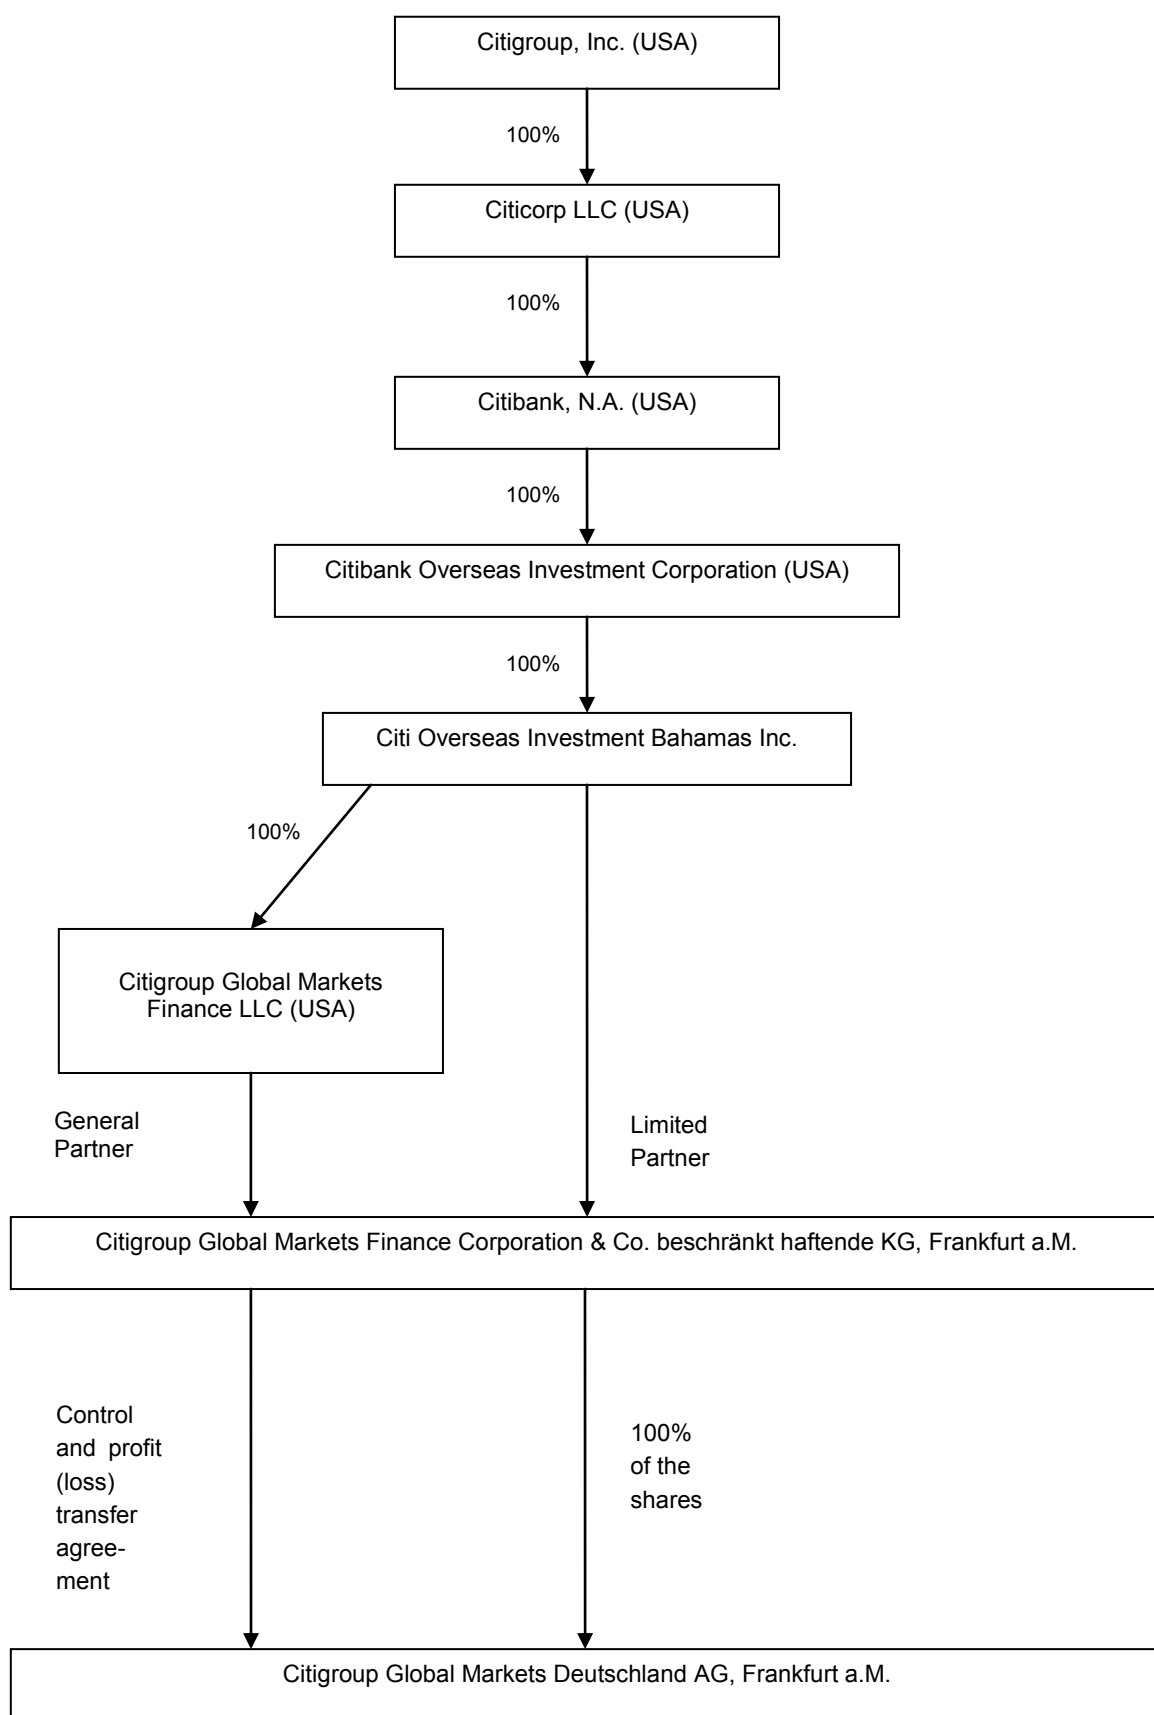 Citigroup, Inc. (USA)
100%
Citicorp LLC (USA)
100%
Citibank, N.A. (USA)
100%
Citibank Overseas Investment Corporation (USA)
100%
Citi Overseas Investment Bahamas Inc.
100%
Citigroup Global Markets
Finance LLC (USA)
General
Partner
Limited
Partner
Citigroup Global Markets Finance Corporation & Co. beschränkt haftende KG, Frankfurt a.M.
Control
and profit
(loss)
transfer
agree-
ment
100%
of the
shares
Citigroup Global Markets Deutschland AG, Frankfurt a.M.